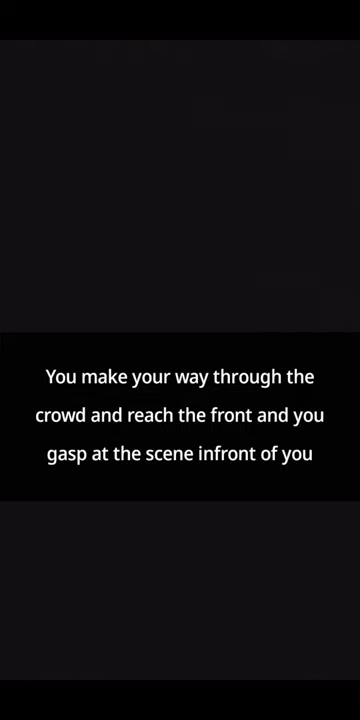 You make your way through the
crowd and reach the front and you
gasp at the scene infront of you